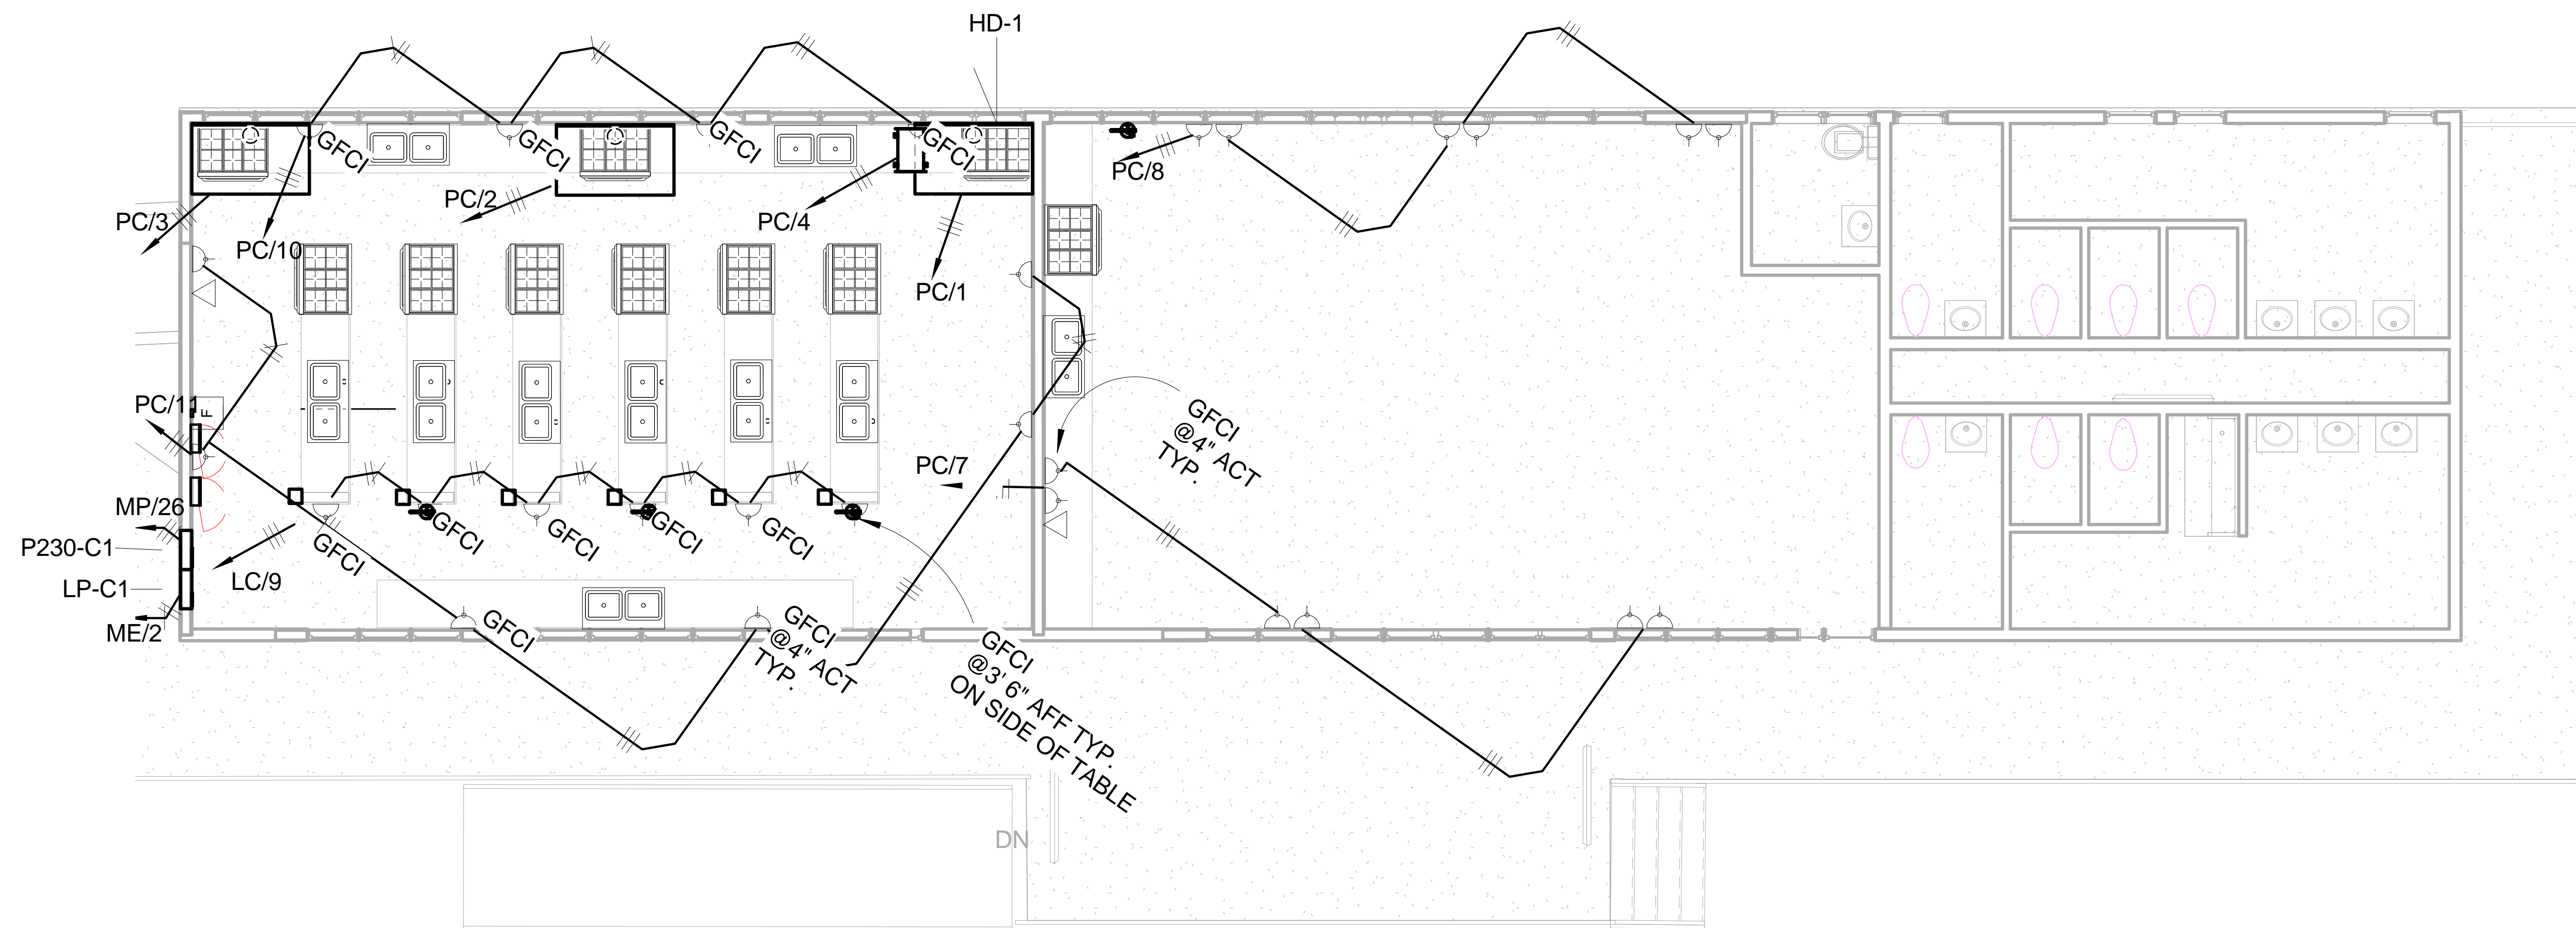 HD-1
GFCI
GFCI
GFCI
GFCI
PC/8
PC/2
PC/3
PC/4
PC/10
PC/1
PC/11
F
GFCI
@4" ACT
TYP.
PC/7
MP/26
P230-C1
LP-C1
ME/2
LC/9
GFCI
GFCI
GFCI
GFCI
GFCI
GFCI
GFCI
@4" ACT
TYP.
GFCI
@3' 6" AFF TYP.
ON SIDE OF TABLE
DN